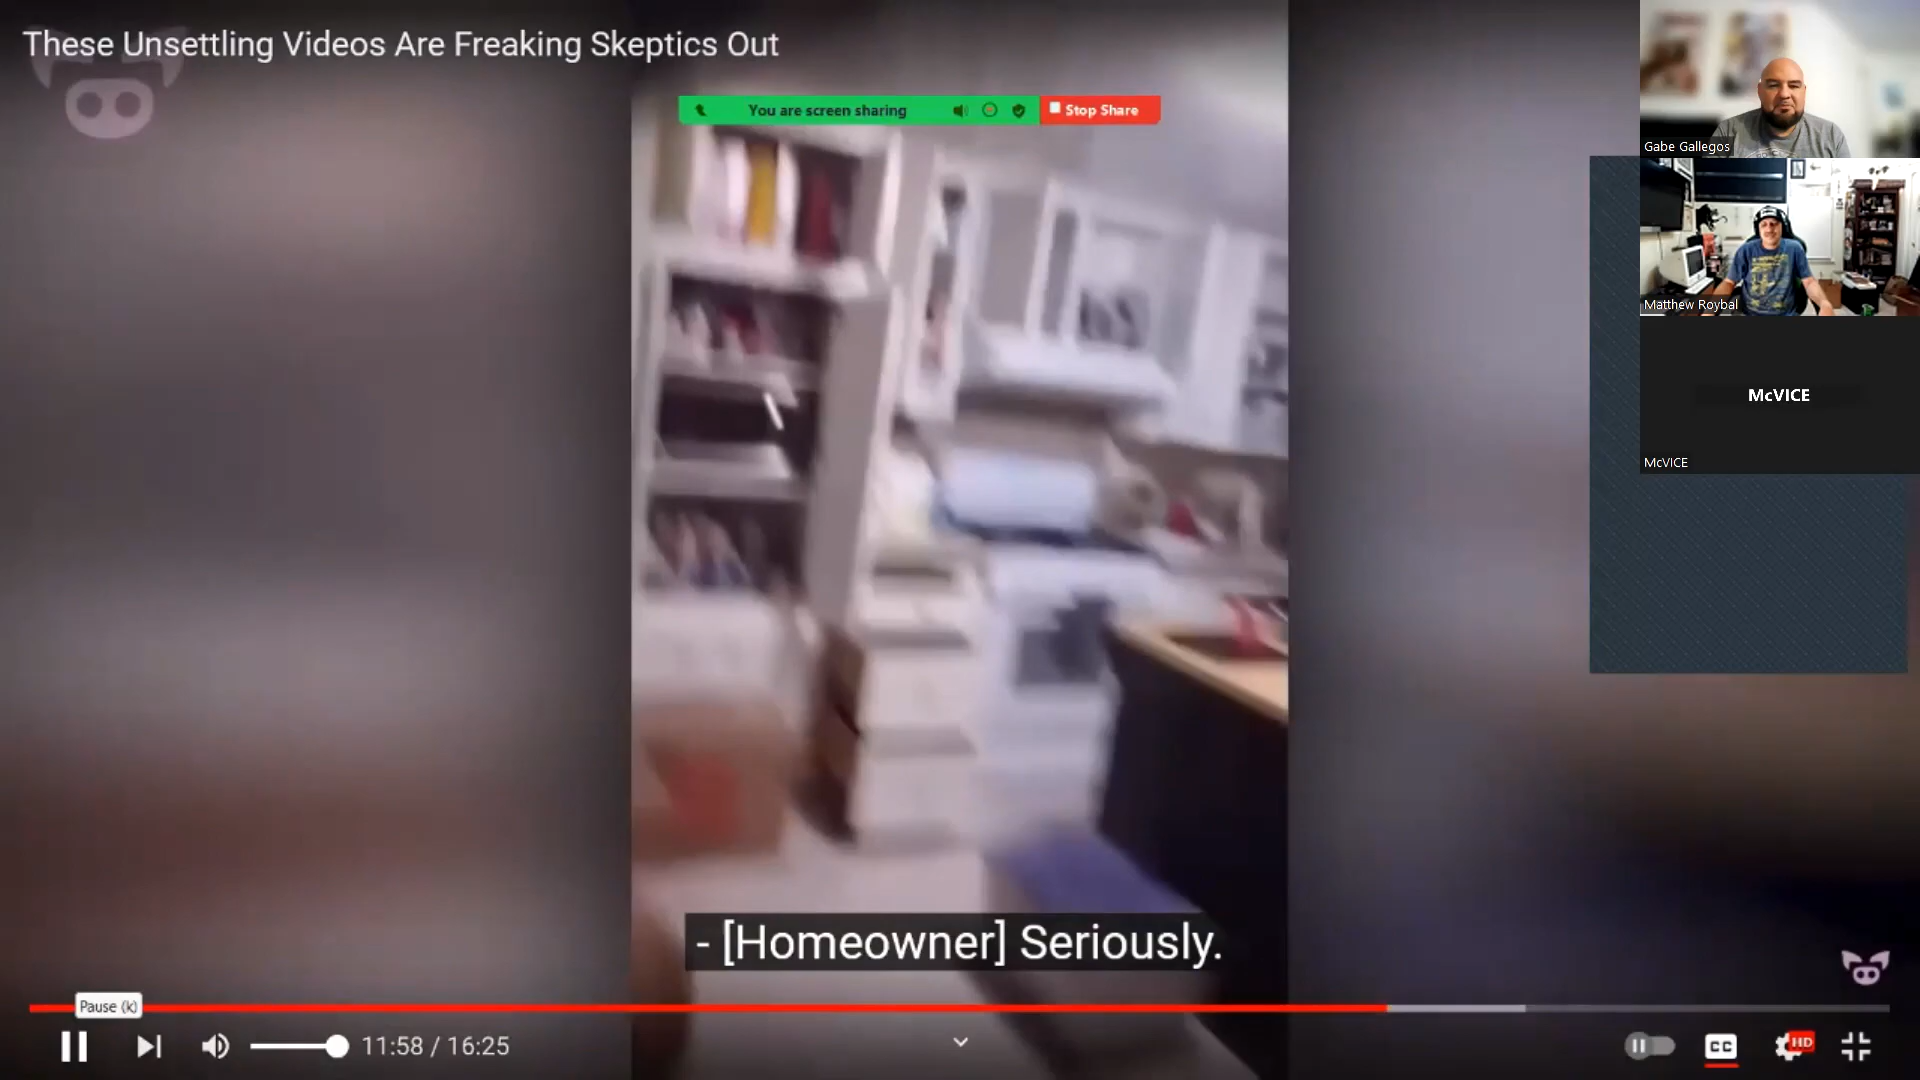 These Unsettling Videos Are Freaking Skeptics Out
You are screen sharing
Stop Share
Gabe Gallegos
Matthew Roybal
McVICE
McVICE
- [Homeowner] Seriously.
Pause (k)
11:58 / 16:25
CC
HD